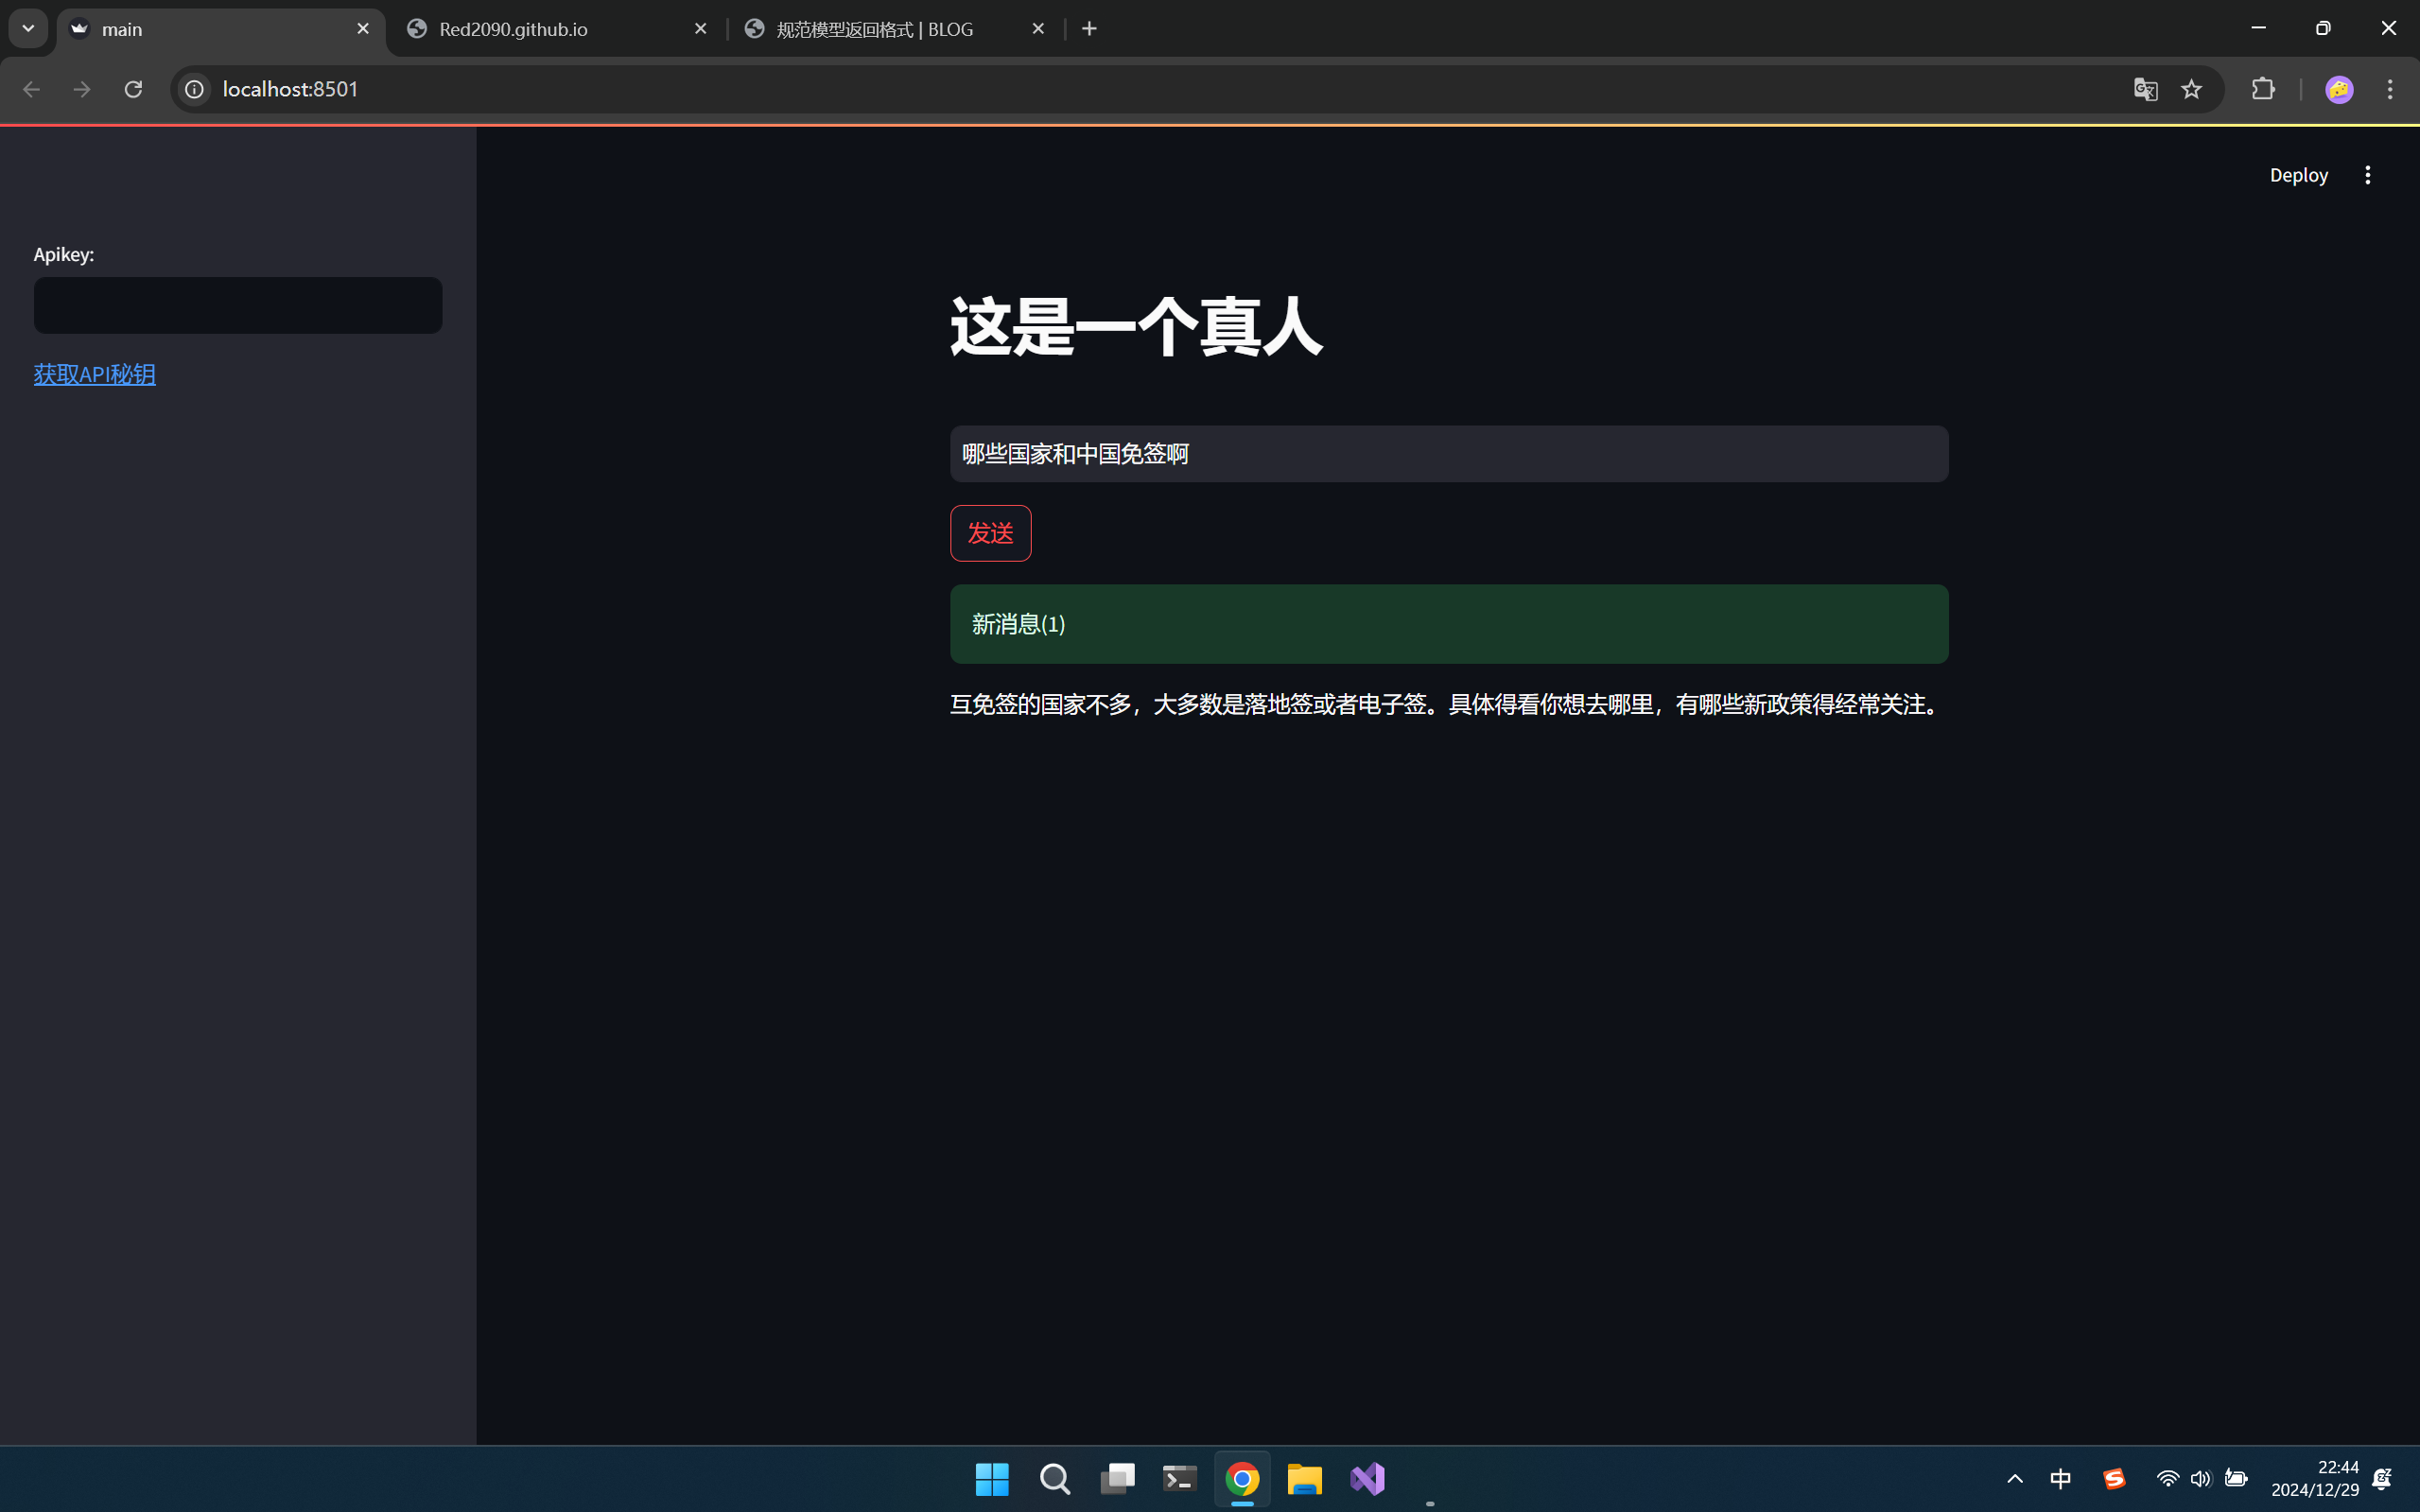 main
Red2090.github.io
规范模型返回格式 | BLOG
localhost:8501
Deploy
Apikey:
获取API秘钥
这是一个真人
哪些国家和中国免签啊
发送
新消息(1)
互免签的国家不多，大多数是落地签或者电子签。具体得看你想去哪里，有哪些新政策得经常关注。
中
22:44
2024/12/29